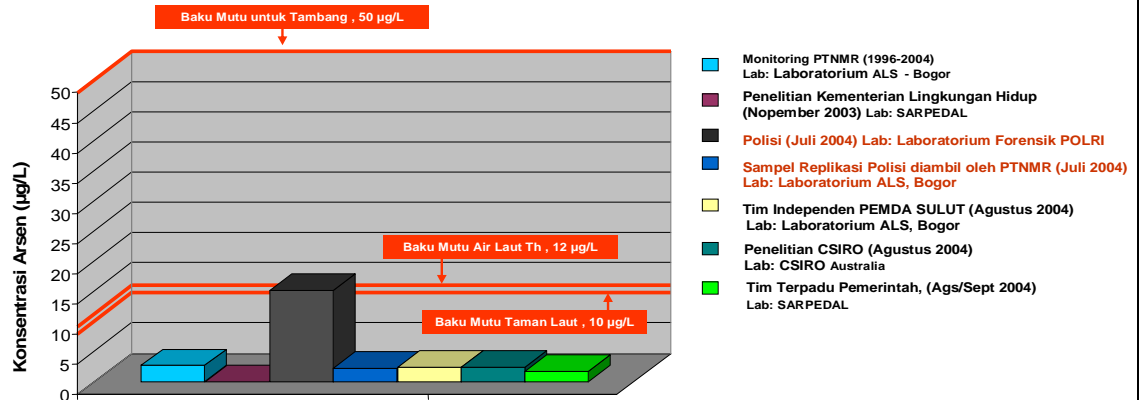 Baku Mutu untuk Tambang , 50 µg/L
Konsentrasi Arsen (µg/L)
50
45
40
35
30
25
20
15
10
5
0
Baku Mutu Air Laut Th , 12 µg/L
Baku Mutu Taman Laut , 10 µg/L
Monitoring PTNMR (1996-2004)
Lab: Laboratorium ALS - Bogor
Penelitian Kementerian Lingkungan Hidup
(Nopember 2003) Lab: SARPEDAL
Polisi (Juli 2004) Lab: Laboratorium Forensik POLRI
Sampel Replikasi Polisi diambil oleh PTNMR (Juli 2004)
Lab: Laboratorium ALS, Bogor
Tim Independen PEMDA SULUT (Agustus 2004)
Lab: Laboratorium ALS, Bogor
Penelitian CSIRO (Agustus 2004)
Lab: CSIRO Australia
Tim Terpadu Pemerintah, (Ags/Sept 2004)
Lab: SARPEDAL